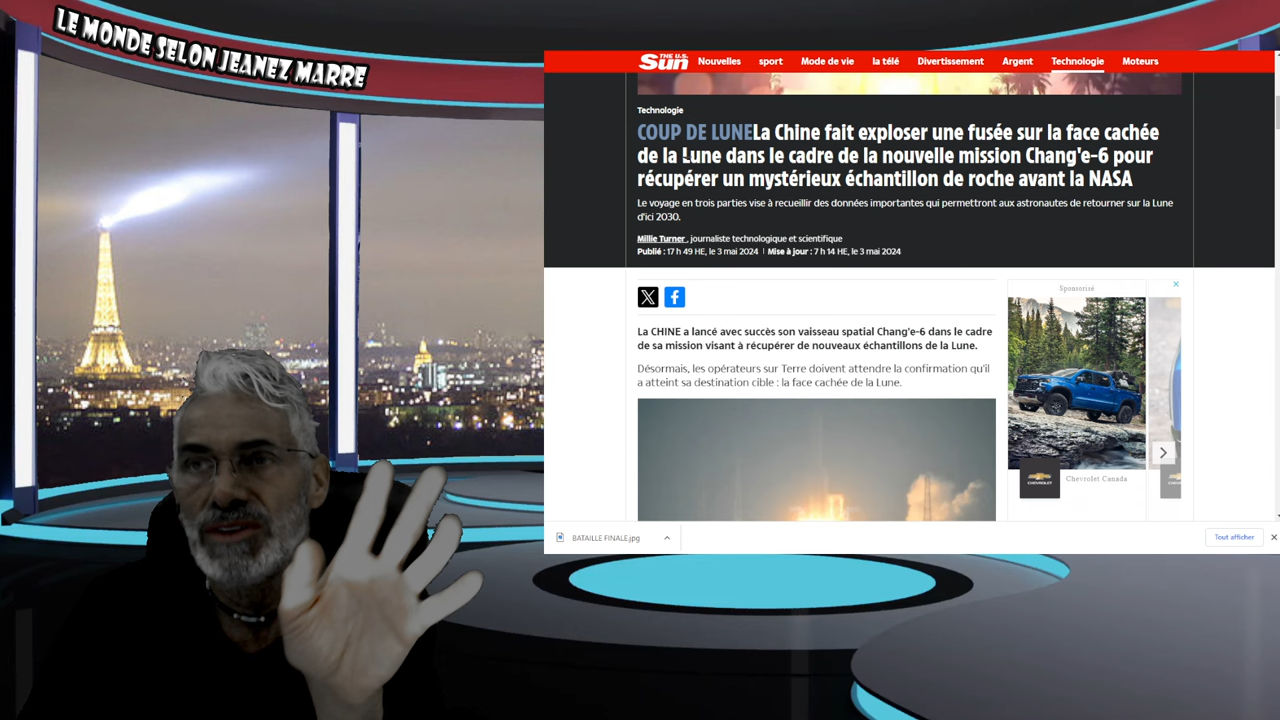 LE MONDE SELON JEANEZ MARRE
THE U.S. Sun Nouvelles sport Mode de vie la télé Divertissement Argent Technologie Moteurs
Technologie
COUP DE LUNELa Chine fait exploser une fusée sur la face cachée
de la Lune dans le cadre de la nouvelle mission Chang'e-6 pour
récupérer un mystérieux échantillon de roche avant la NASA
Le voyage en trois parties vise à recueillir des données importantes qui permettront aux astronautes de retourner sur la Lune
d'ici 2030.
Millie Turner , journaliste technologique et scientifique
Publié : 17 h 49 HE, le 3 mai 2024 | Mise à jour : 7 h 14 HE, le 3 mai 2024
Sponsorisé
La CHINE a lancé avec succès son vaisseau spatial Chang'e-6 dans le cadre
de sa mission visant à récupérer de nouveaux échantillons de la Lune.
Désormais, les opérateurs sur Terre doivent attendre la confirmation qu'il
a atteint sa destination cible : la face cachée de la Lune.
CHEVROLET
Chevrolet Canada
BATAILLE FINALE.jpg
Tout afficher